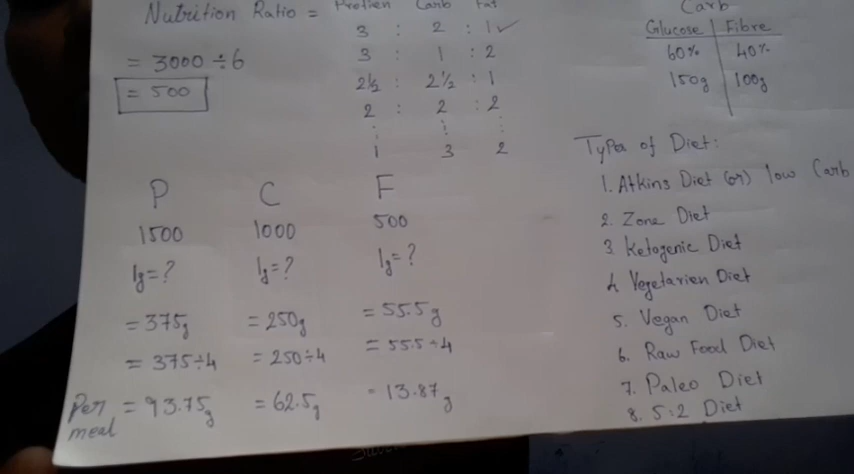 Nutrition Ratio = Protien Carb Fat
3 : 2 : 1 ✓
= 3000 ÷ 6
3 : 1 : 2
= 500
2½ : 2½ : 1
2 : 2 : 2
1 3 2
P C F
1500 1000 500
1g=? 1g=? 1g=?
= 375g = 250g = 55.5g
= 375÷4 = 250÷4 = 55.5÷4
Per meal = 93.75g = 62.5g = 13.87g
Carb
Glucose Fibre
60% 40%
150g 100g
Types of Diet:
1. Atkins Diet (or) low Carb
2. Zone Diet
3. Ketogenic Diet
4. Vegetarien Diet
5. Vegan Diet
6. Raw Food Diet
7. Paleo Diet
8. 5:2 Diet